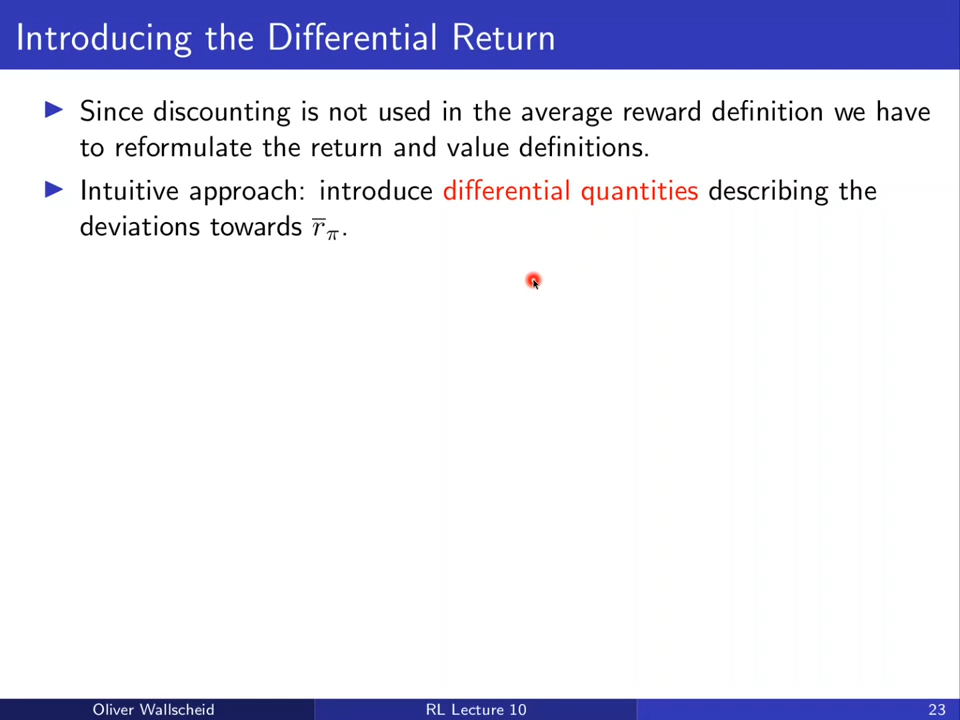 Introducing the Differential Return
▶ Since discounting is not used in the average reward definition we have
to reformulate the return and value definitions.
▶ Intuitive approach: introduce differential quantities describing the
deviations towards r̅π.
Oliver Wallscheid RL Lecture 10 23